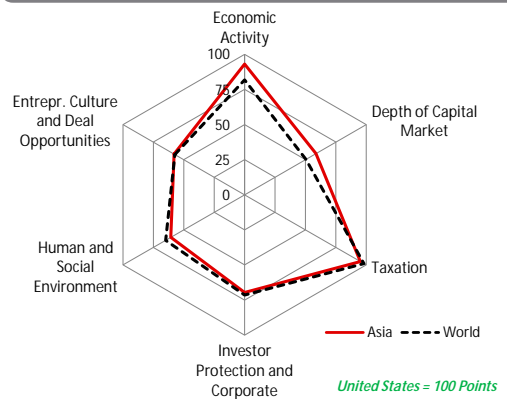 Economic
Activity
100
75
50
25
0
Depth of Capital
Market
Taxation
Investor
Protection and
Corporate
Human and
Social
Environment
Entrepr. Culture
and Deal
Opportunities
Asia
World
United States = 100 Points